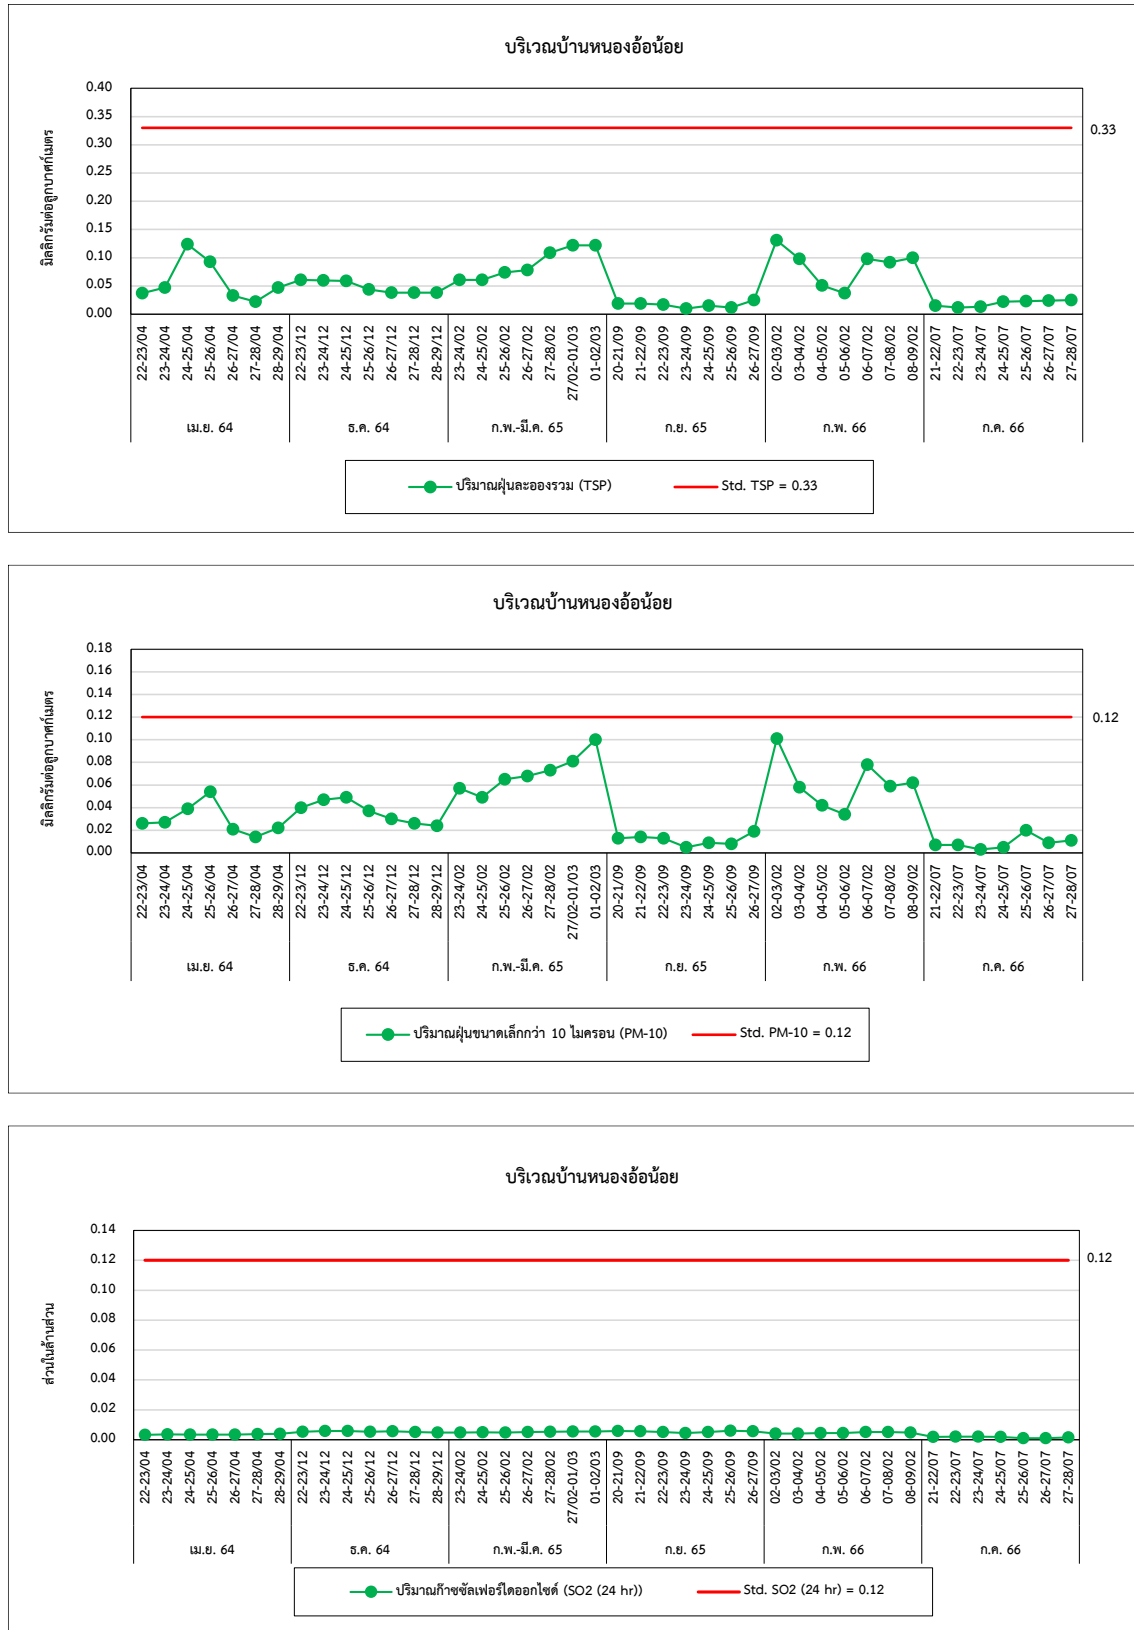 บริเวณบ้านหนองอ้อน้อย
มิลลิกรัมต่อลูกบาศก์เมตร
0.40
0.35
0.30
0.25
0.20
0.15
0.10
0.05
0.00
0.33
22-23/04 23-24/04 24-25/04 25-26/04 26-27/04 27-28/04 28-29/04 22-23/12 23-24/12 24-25/12 25-26/12 26-27/12 27-28/12 28-29/12 23-24/02 24-25/02 25-26/02 26-27/02 27-28/02 27/02-01/03 01-02/03 20-21/09 21-22/09 22-23/09 23-24/09 24-25/09 25-26/09 26-27/09 02-03/02 03-04/02 04-05/02 05-06/02 06-07/02 07-08/02 08-09/02 21-22/07 22-23/07 23-24/07 24-25/07 25-26/07 26-27/07 27-28/07
เม.ย. 64 ธ.ค. 64 ก.พ.-มี.ค. 65 ก.ย. 65 ก.พ. 66 ก.ค. 66
ปริมาณฝุ่นละอองรวม (TSP) Std. TSP = 0.33
บริเวณบ้านหนองอ้อน้อย
มิลลิกรัมต่อลูกบาศก์เมตร
0.18
0.16
0.14
0.12
0.10
0.08
0.06
0.04
0.02
0.00
0.12
22-23/04 23-24/04 24-25/04 25-26/04 26-27/04 27-28/04 28-29/04 22-23/12 23-24/12 24-25/12 25-26/12 26-27/12 27-28/12 28-29/12 23-24/02 24-25/02 25-26/02 26-27/02 27-28/02 27/02-01/03 01-02/03 20-21/09 21-22/09 22-23/09 23-24/09 24-25/09 25-26/09 26-27/09 02-03/02 03-04/02 04-05/02 05-06/02 06-07/02 07-08/02 08-09/02 21-22/07 22-23/07 23-24/07 24-25/07 25-26/07 26-27/07 27-28/07
เม.ย. 64 ธ.ค. 64 ก.พ.-มี.ค. 65 ก.ย. 65 ก.พ. 66 ก.ค. 66
ปริมาณฝุ่นขนาดเล็กกว่า 10 ไมครอน (PM-10) Std. PM-10 = 0.12
บริเวณบ้านหนองอ้อน้อย
ส่วนในล้านส่วน
0.14
0.12
0.10
0.08
0.06
0.04
0.02
0.00
0.12
22-23/04 23-24/04 24-25/04 25-26/04 26-27/04 27-28/04 28-29/04 22-23/12 23-24/12 24-25/12 25-26/12 26-27/12 27-28/12 28-29/12 23-24/02 24-25/02 25-26/02 26-27/02 27-28/02 27/02-01/03 01-02/03 20-21/09 21-22/09 22-23/09 23-24/09 24-25/09 25-26/09 26-27/09 02-03/02 03-04/02 04-05/02 05-06/02 06-07/02 07-08/02 08-09/02 21-22/07 22-23/07 23-24/07 24-25/07 25-26/07 26-27/07 27-28/07
เม.ย. 64 ธ.ค. 64 ก.พ.-มี.ค. 65 ก.ย. 65 ก.พ. 66 ก.ค. 66
ปริมาณก๊าซซัลเฟอร์ไดออกไซด์ (SO2 (24 hr)) Std. SO2 (24 hr) = 0.12